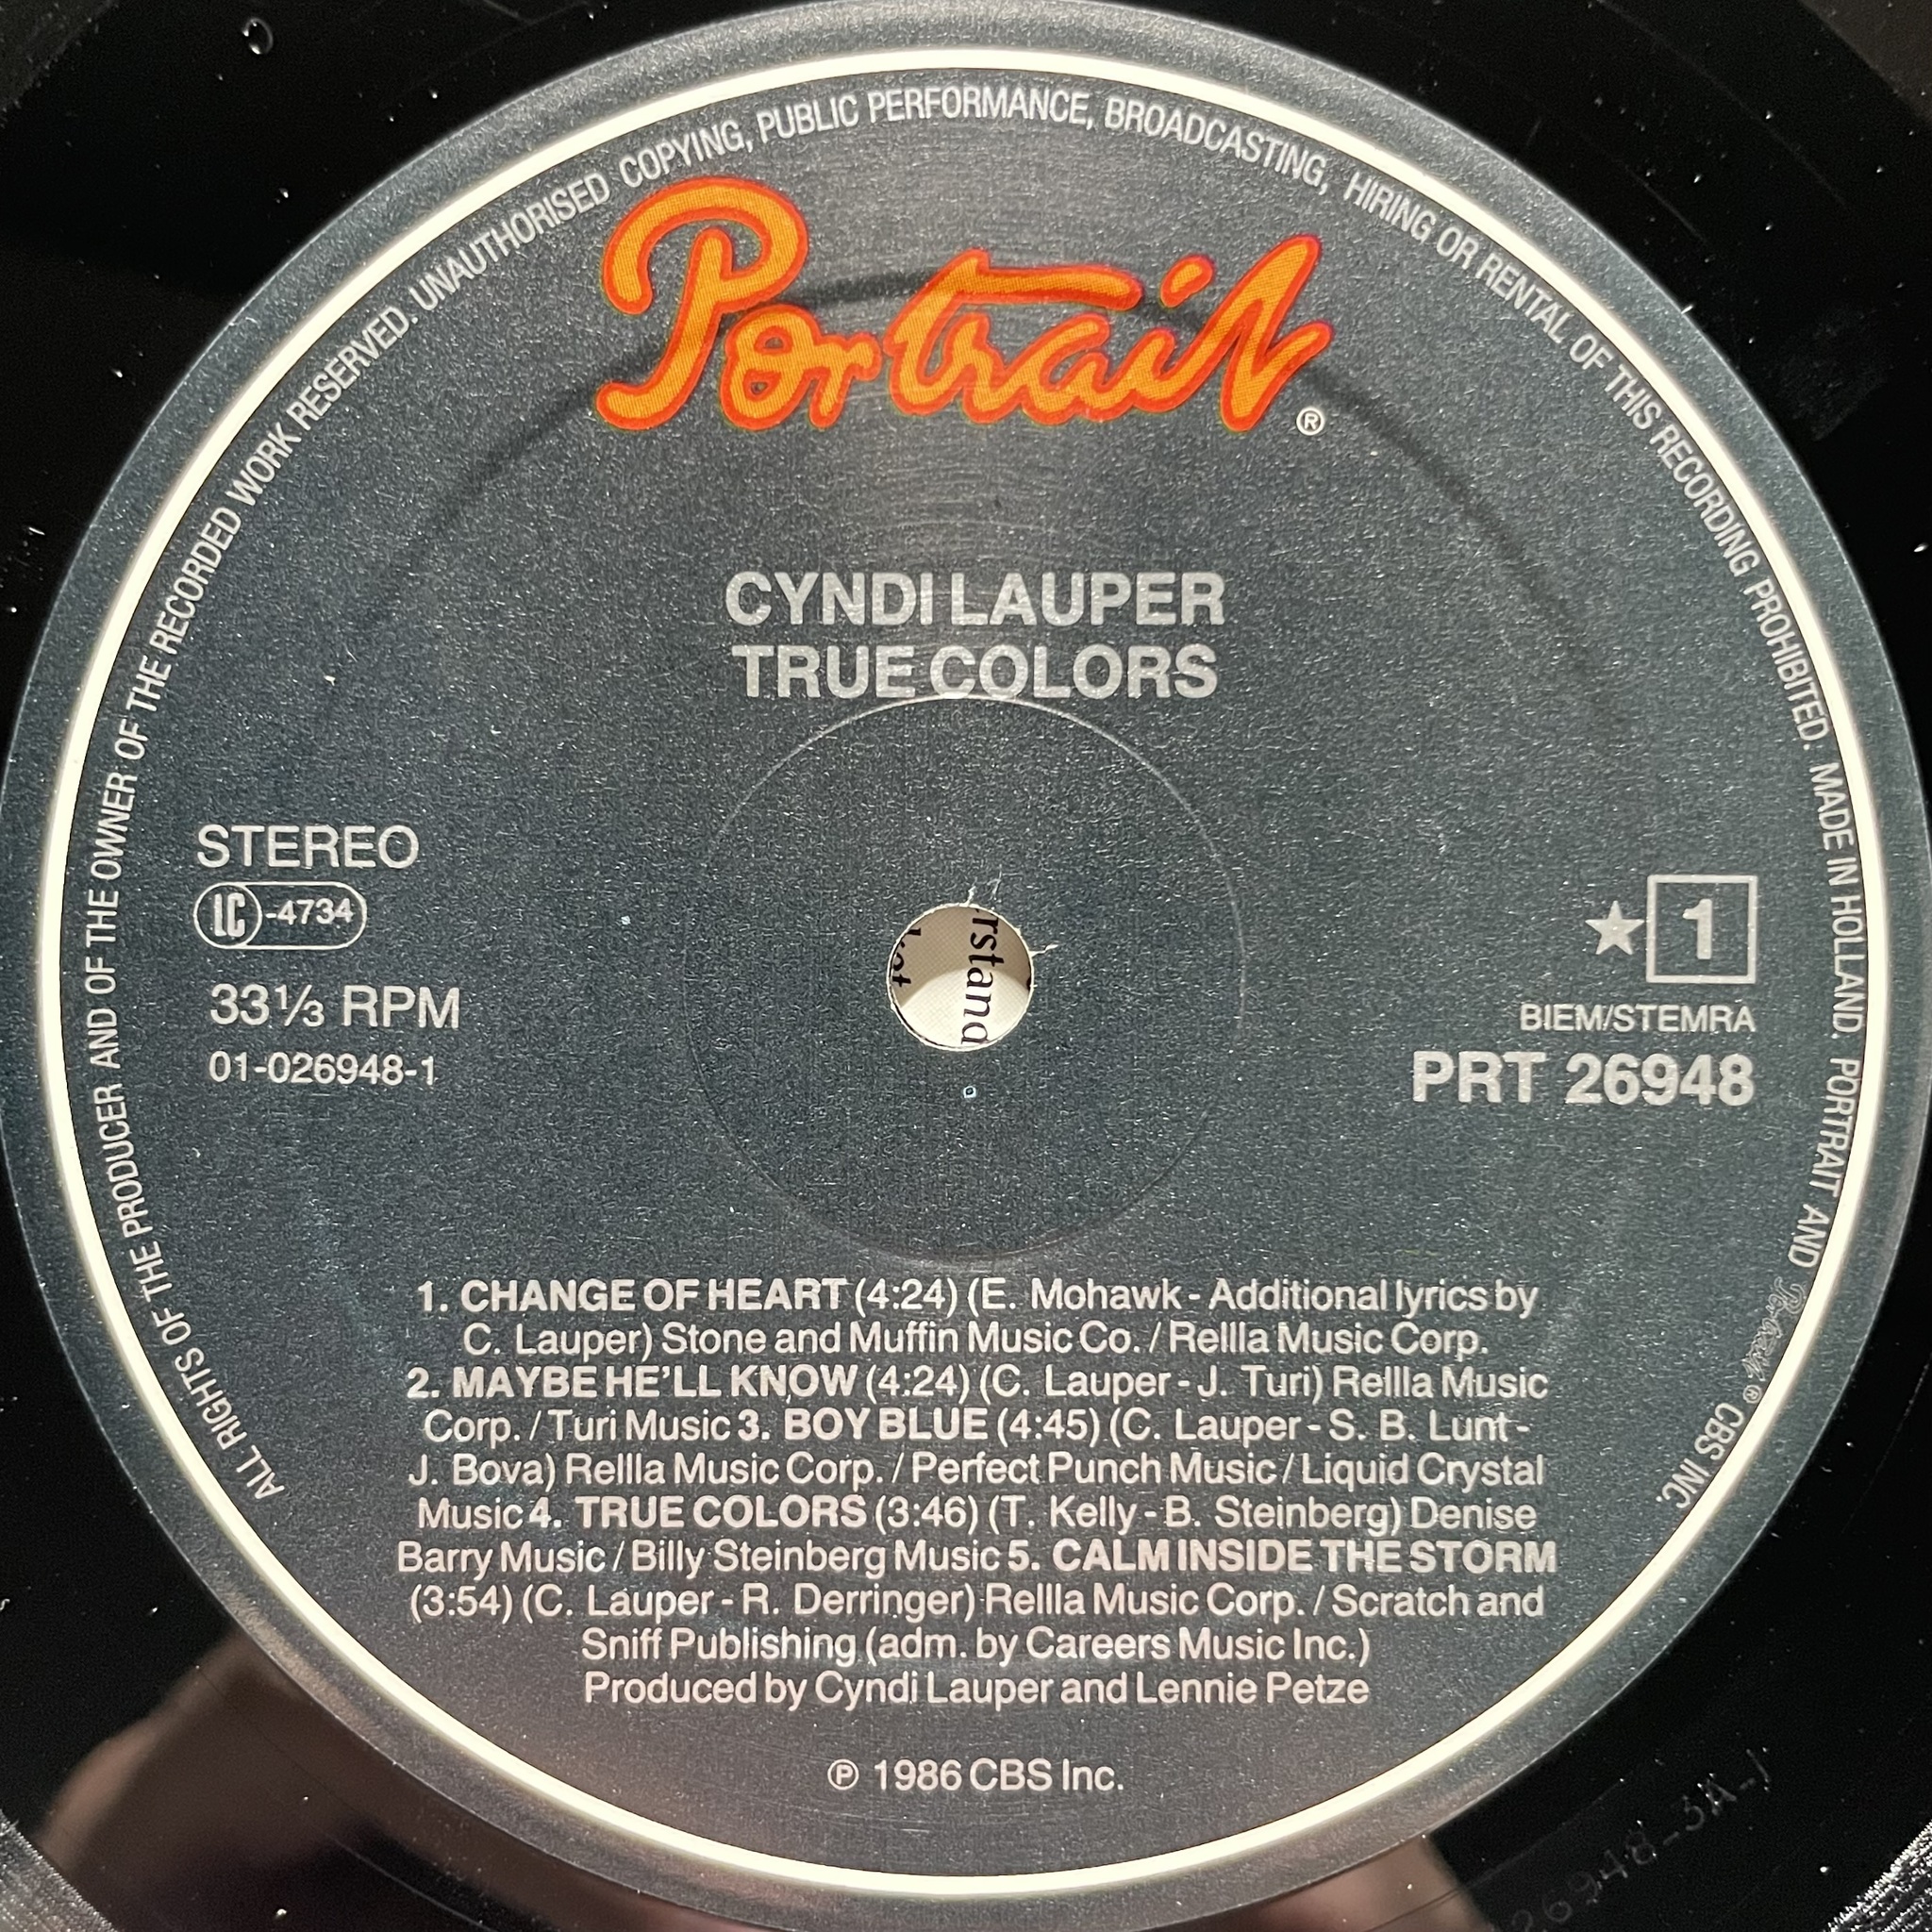 ALL RIGHTS OF THE PRODUCER AND OF THE OWNER OF THE RECORDED WORK RESERVED. UNAUTHORISED COPYING, PUBLIC PERFORMANCE, BROADCASTING, HIRING OR RENTAL OF THIS RECORDING PROHIBITED. MADE IN HOLLAND. PORTRAIT AND Portrait ® CBS INC.
Portrait ®
CYNDI LAUPER
TRUE COLORS
STEREO
LC-4734
33⅓ RPM
01-026948-1
★ 1
BIEM/STEMRA
PRT 26948
rstand
1. CHANGE OF HEART (4:24) (E. Mohawk - Additional lyrics by
C. Lauper) Stone and Muffin Music Co. / Rellla Music Corp.
2. MAYBE HE'LL KNOW (4:24) (C. Lauper - J. Turi) Rellla Music
Corp. / Turi Music 3. BOY BLUE (4:45) (C. Lauper - S. B. Lunt -
J. Bova) Rellla Music Corp. / Perfect Punch Music / Liquid Crystal
Music 4. TRUE COLORS (3:46) (T. Kelly - B. Steinberg) Denise
Barry Music / Billy Steinberg Music 5. CALM INSIDE THE STORM
(3:54) (C. Lauper - R. Derringer) Rellla Music Corp. / Scratch and
Sniff Publishing (adm. by Careers Music Inc.)
Produced by Cyndi Lauper and Lennie Petze
℗ 1986 CBS Inc.
26948-3A-1